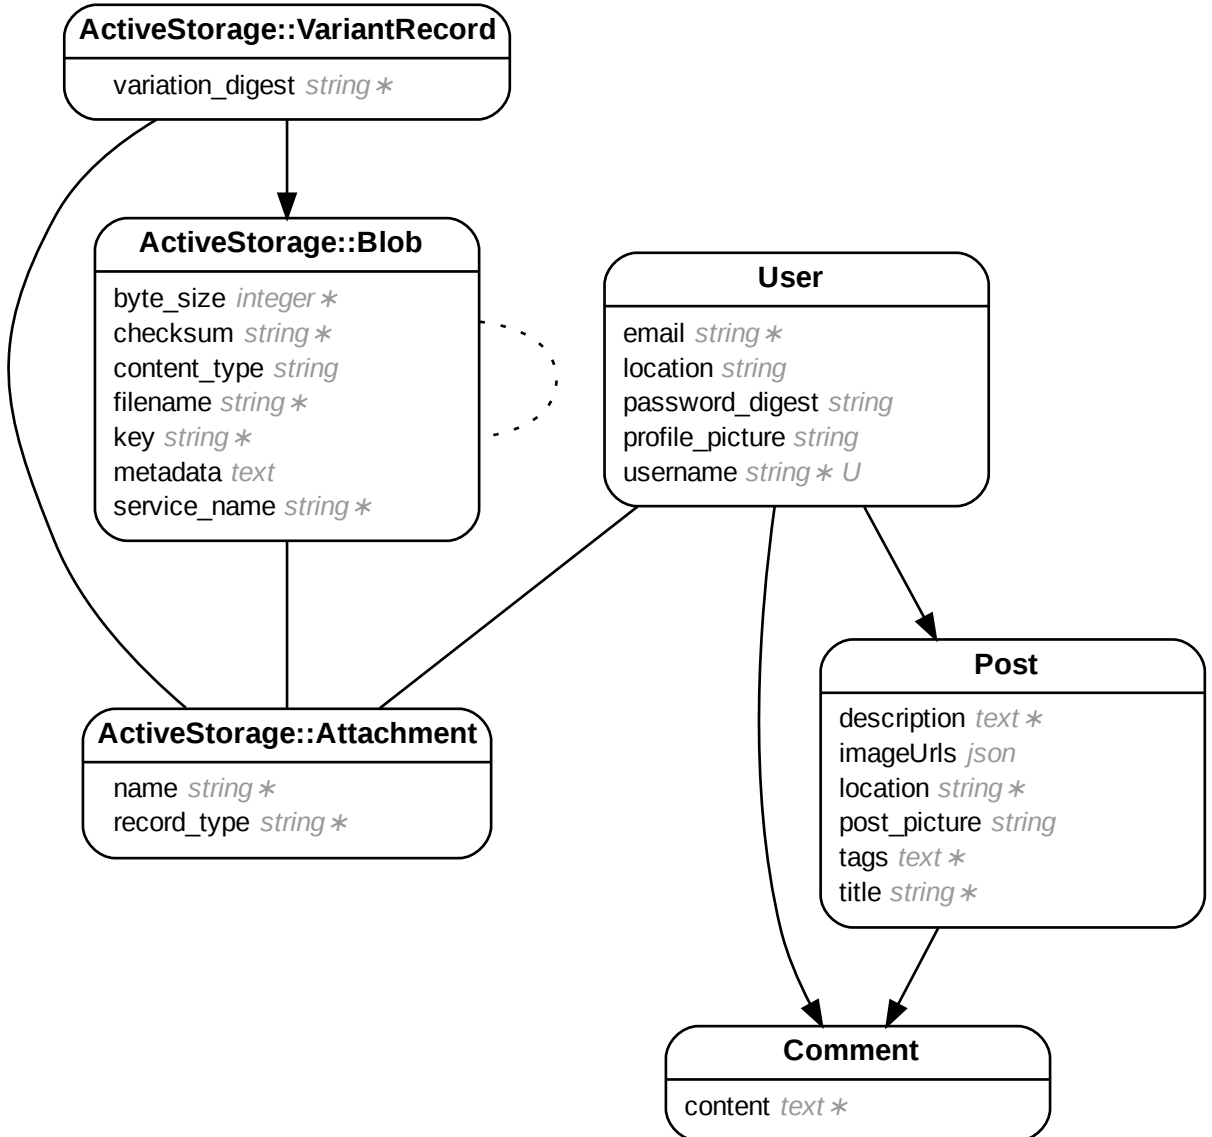 ActiveStorage::VariantRecord
variation_digest string ∗
ActiveStorage::Blob
byte_size integer ∗
checksum string ∗
content_type string
filename string ∗
key string ∗
metadata text
service_name string ∗
User
email string ∗
location string
password_digest string
profile_picture string
username string ∗ U
Post
description text ∗
imageUrls json
location string ∗
post_picture string
tags text ∗
title string ∗
ActiveStorage::Attachment
name string ∗
record_type string ∗
Comment
content text ∗